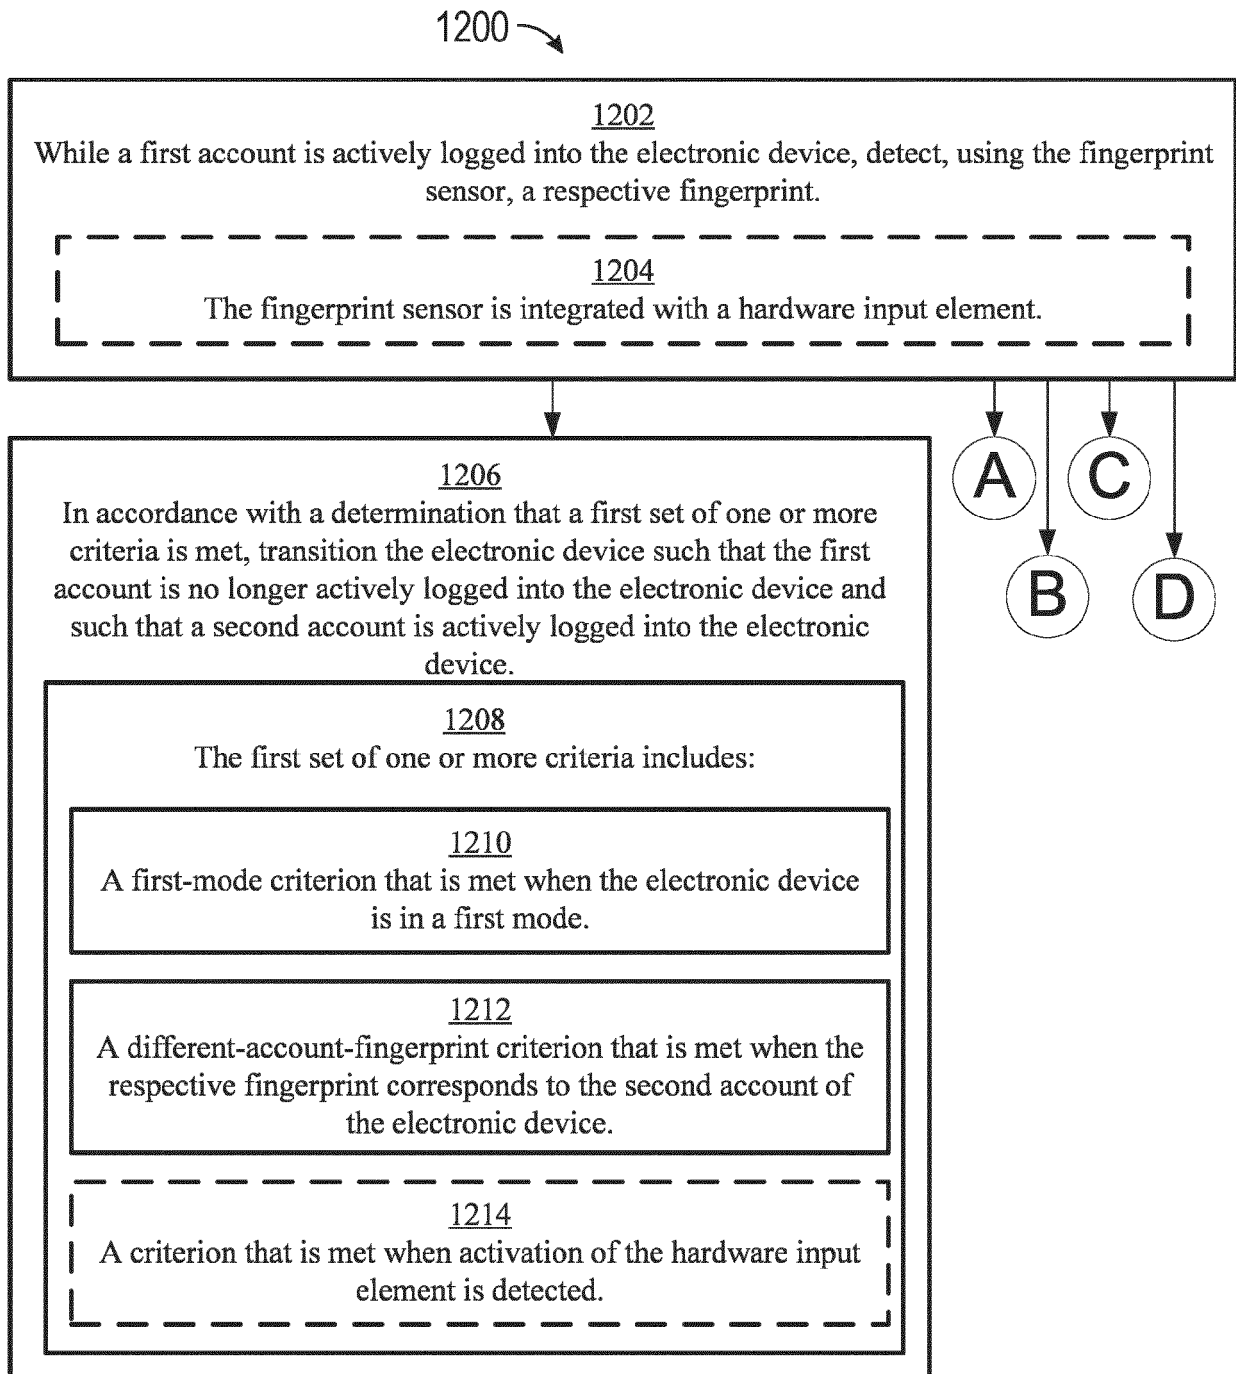 1200
1202
While a first account is actively logged into the electronic device, detect, using the fingerprint
sensor, a respective fingerprint.
1204
The fingerprint sensor is integrated with a hardware input element.
1206
In accordance with a determination that a first set of one or more
criteria is met, transition the electronic device such that the first
account is no longer actively logged into the electronic device and
such that a second account is actively logged into the electronic
device.
A
C
B
D
1208
The first set of one or more criteria includes:
1210
A first-mode criterion that is met when the electronic device
is in a first mode.
1212
A different-account-fingerprint criterion that is met when the
respective fingerprint corresponds to the second account of
the electronic device.
1214
A criterion that is met when activation of the hardware input
element is detected.